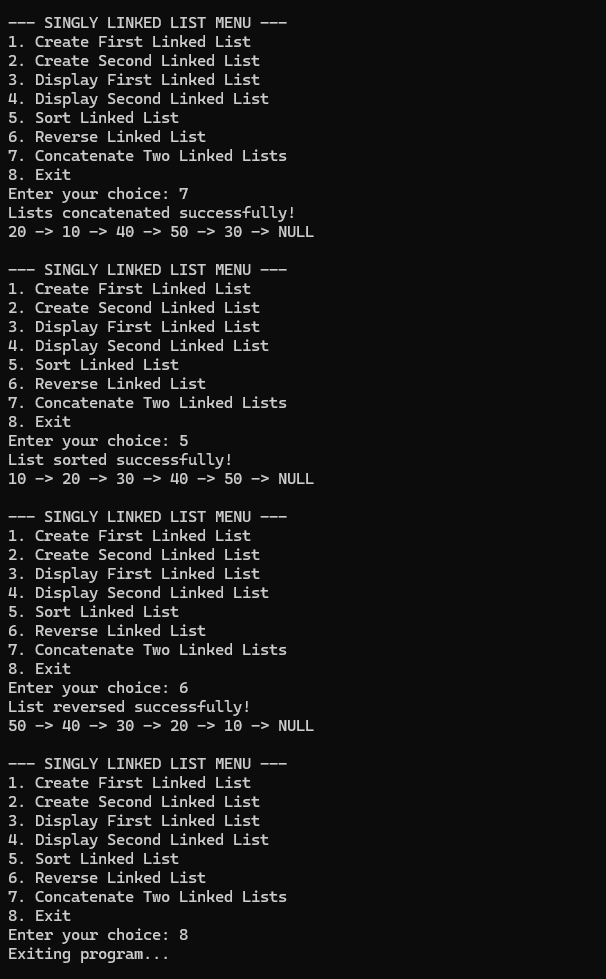 --- SINGLY LINKED LIST MENU ---
1. Create First Linked List
2. Create Second Linked List
3. Display First Linked List
4. Display Second Linked List
5. Sort Linked List
6. Reverse Linked List
7. Concatenate Two Linked Lists
8. Exit
Enter your choice: 7
Lists concatenated successfully!
20 -> 10 -> 40 -> 50 -> 30 -> NULL

--- SINGLY LINKED LIST MENU ---
1. Create First Linked List
2. Create Second Linked List
3. Display First Linked List
4. Display Second Linked List
5. Sort Linked List
6. Reverse Linked List
7. Concatenate Two Linked Lists
8. Exit
Enter your choice: 5
List sorted successfully!
10 -> 20 -> 30 -> 40 -> 50 -> NULL

--- SINGLY LINKED LIST MENU ---
1. Create First Linked List
2. Create Second Linked List
3. Display First Linked List
4. Display Second Linked List
5. Sort Linked List
6. Reverse Linked List
7. Concatenate Two Linked Lists
8. Exit
Enter your choice: 6
List reversed successfully!
50 -> 40 -> 30 -> 20 -> 10 -> NULL

--- SINGLY LINKED LIST MENU ---
1. Create First Linked List
2. Create Second Linked List
3. Display First Linked List
4. Display Second Linked List
5. Sort Linked List
6. Reverse Linked List
7. Concatenate Two Linked Lists
8. Exit
Enter your choice: 8
Exiting program...